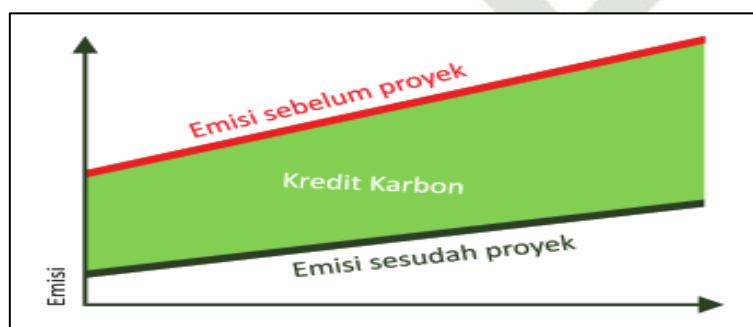 Emisi sebelum proyek
Kredit Karbon
Emisi sesudah proyek
Emisi